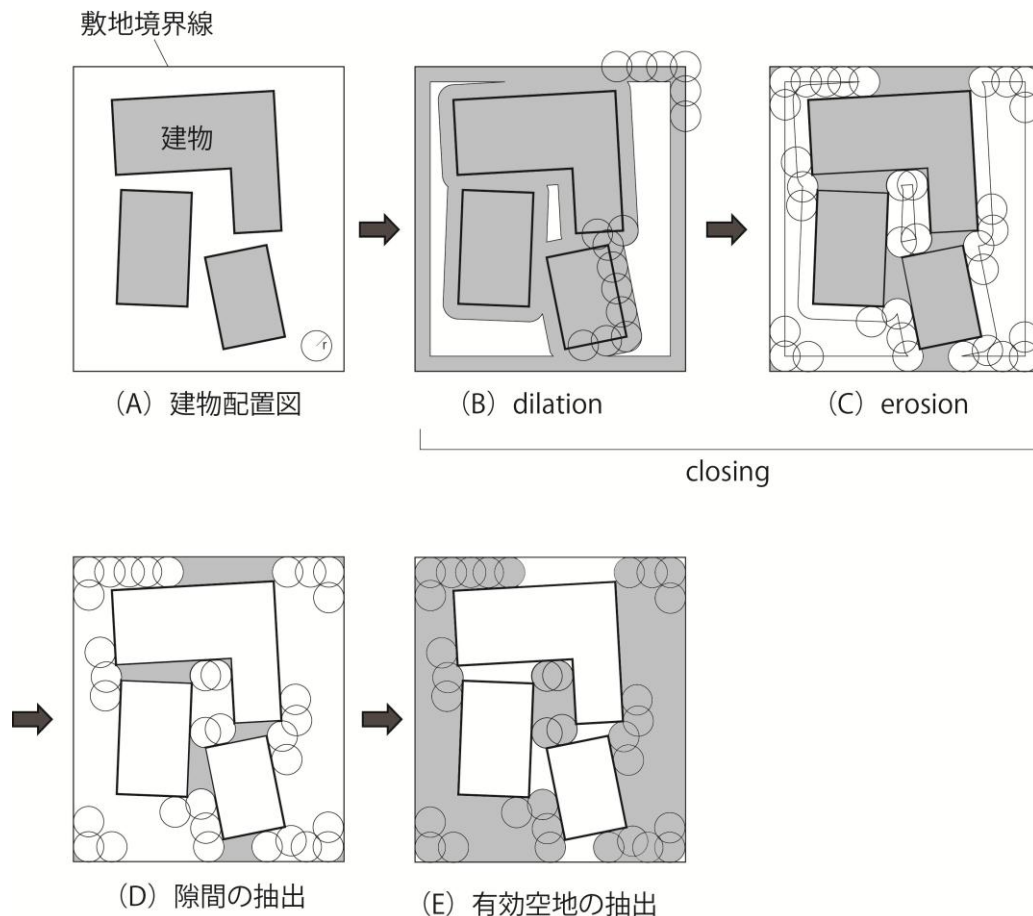 敷地境界線
建物
r
（A）建物配置図
（B）dilation
（C）erosion
closing
（D）隙間の抽出
（E）有効空地の抽出